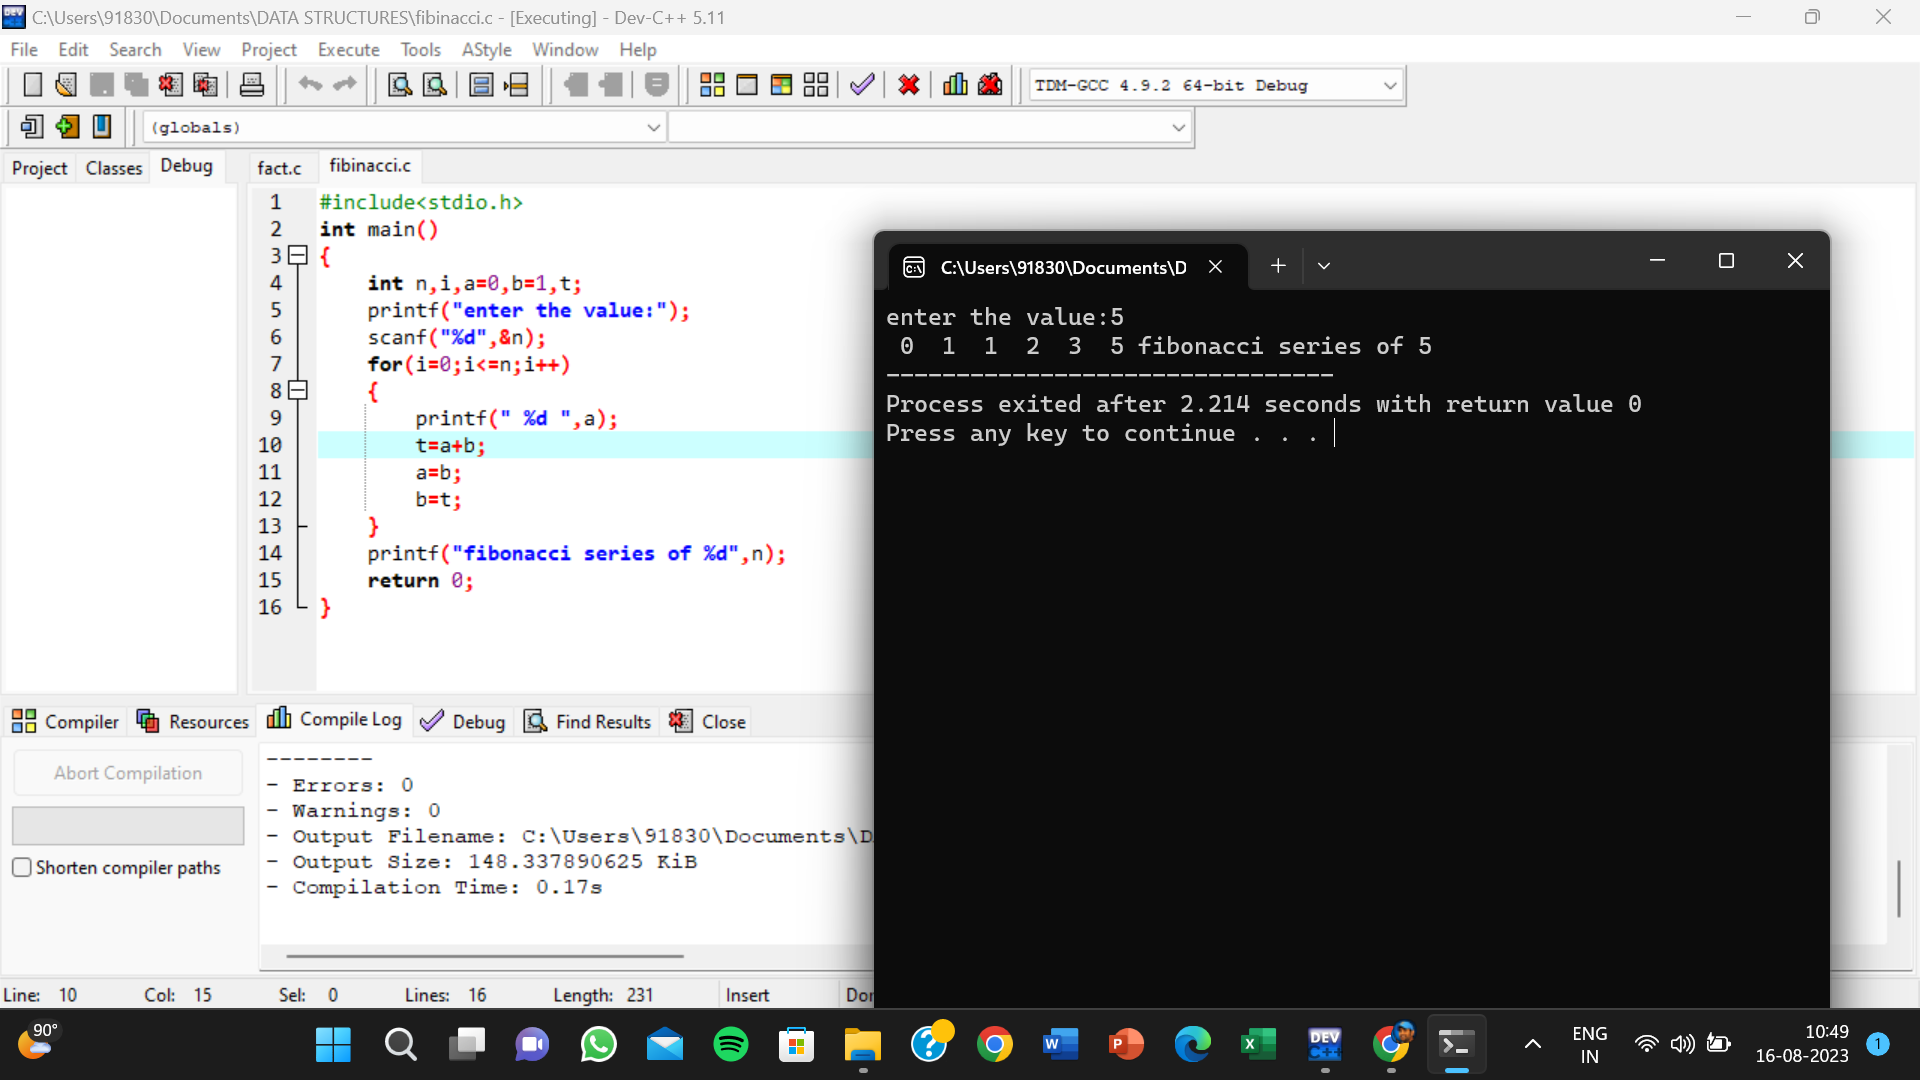 C:\Users\91830\Documents\DATA STRUCTURES\fibinacci.c - [Executing] - Dev-C++ 5.11
File Edit Search View Project Execute Tools AStyle Window Help
TDM-GCC 4.9.2 64-bit Debug
(globals)
Project Classes Debug fact.c fibinacci.c
1 #include<stdio.h>
2 int main()
3 {
4 int n,i,a=0,b=1,t;
5 printf("enter the value:");
6 scanf("%d",&n);
7 for(i=0;i<=n;i++)
8 {
9 printf(" %d ",a);
10 t=a+b;
11 a=b;
12 b=t;
13 }
14 printf("fibonacci series of %d",n);
15 return 0;
16 }
C:\Users\91830\Documents\D
enter the value:5
 0  1  1  2  3  5 fibonacci series of 5
--------------------------------
Process exited after 2.214 seconds with return value 0
Press any key to continue . . .
Compiler Resources Compile Log Debug Find Results Close
Abort Compilation
Shorten compiler paths
--------
- Errors: 0
- Warnings: 0
- Output Filename: C:\Users\91830\Documents\D
- Output Size: 148.337890625 KiB
- Compilation Time: 0.17s
Line: 10 Col: 15 Sel: 0 Lines: 16 Length: 231 Insert Don
90°
DEV C++
ENG
IN
10:49
16-08-2023
1